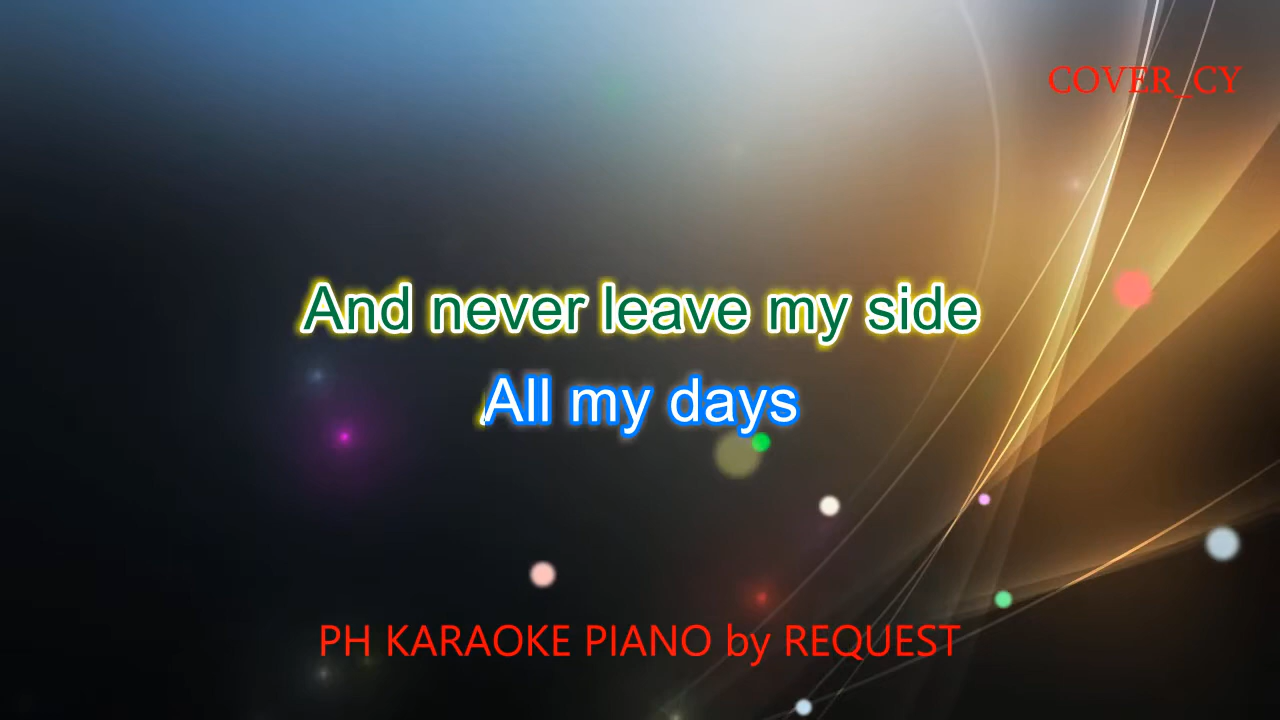 COVER_CY
And never leave my side
All my days
PH KARAOKE PIANO by REQUEST